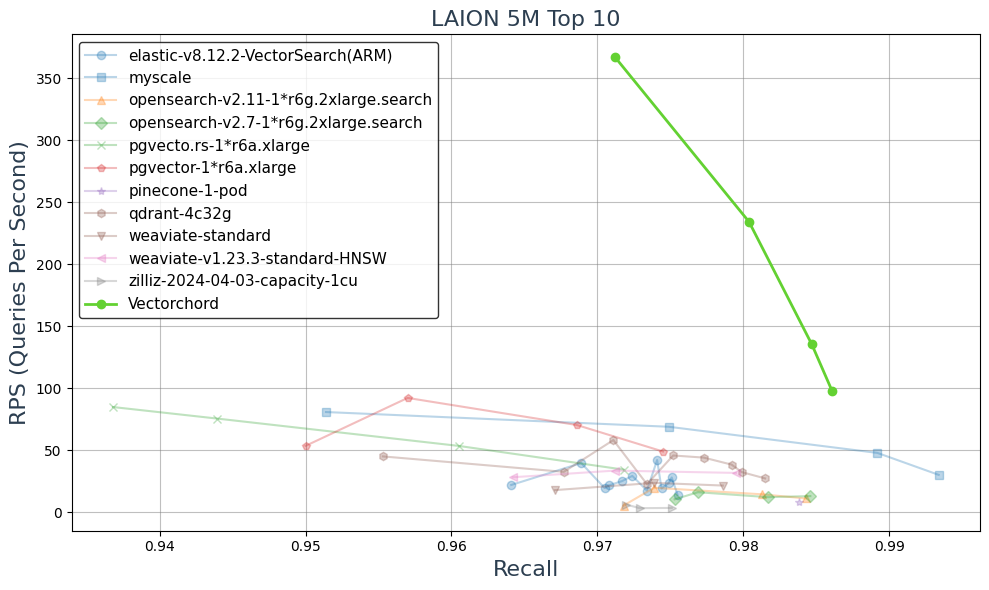 LAION 5M Top 10
elastic-v8.12.2-VectorSearch(ARM)
myscale
opensearch-v2.11-1*r6g.2xlarge.search
opensearch-v2.7-1*r6g.2xlarge.search
pgvecto.rs-1*r6a.xlarge
pgvector-1*r6a.xlarge
pinecone-1-pod
qdrant-4c32g
weaviate-standard
weaviate-v1.23.3-standard-HNSW
zilliz-2024-04-03-capacity-1cu
Vectorchord
RPS (Queries Per Second)
350
300
250
200
150
100
50
0
0.94 0.95 0.96 0.97 0.98 0.99
Recall